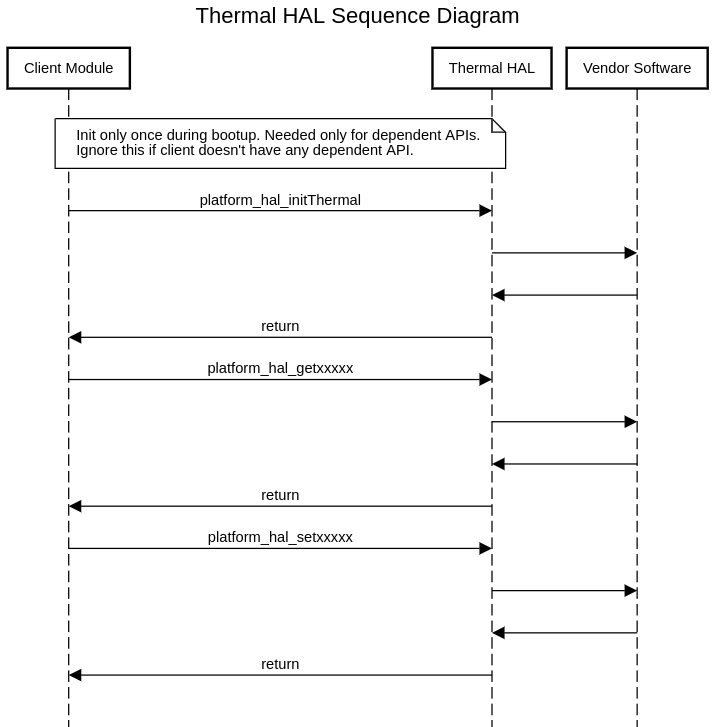 Thermal HAL Sequence Diagram
Client Module
Thermal HAL
Vendor Software
Init only once during bootup. Needed only for dependent APIs.
Ignore this if client doesn't have any dependent API.
platform_hal_initThermal
return
platform_hal_getxxxxx
return
platform_hal_setxxxxx
return